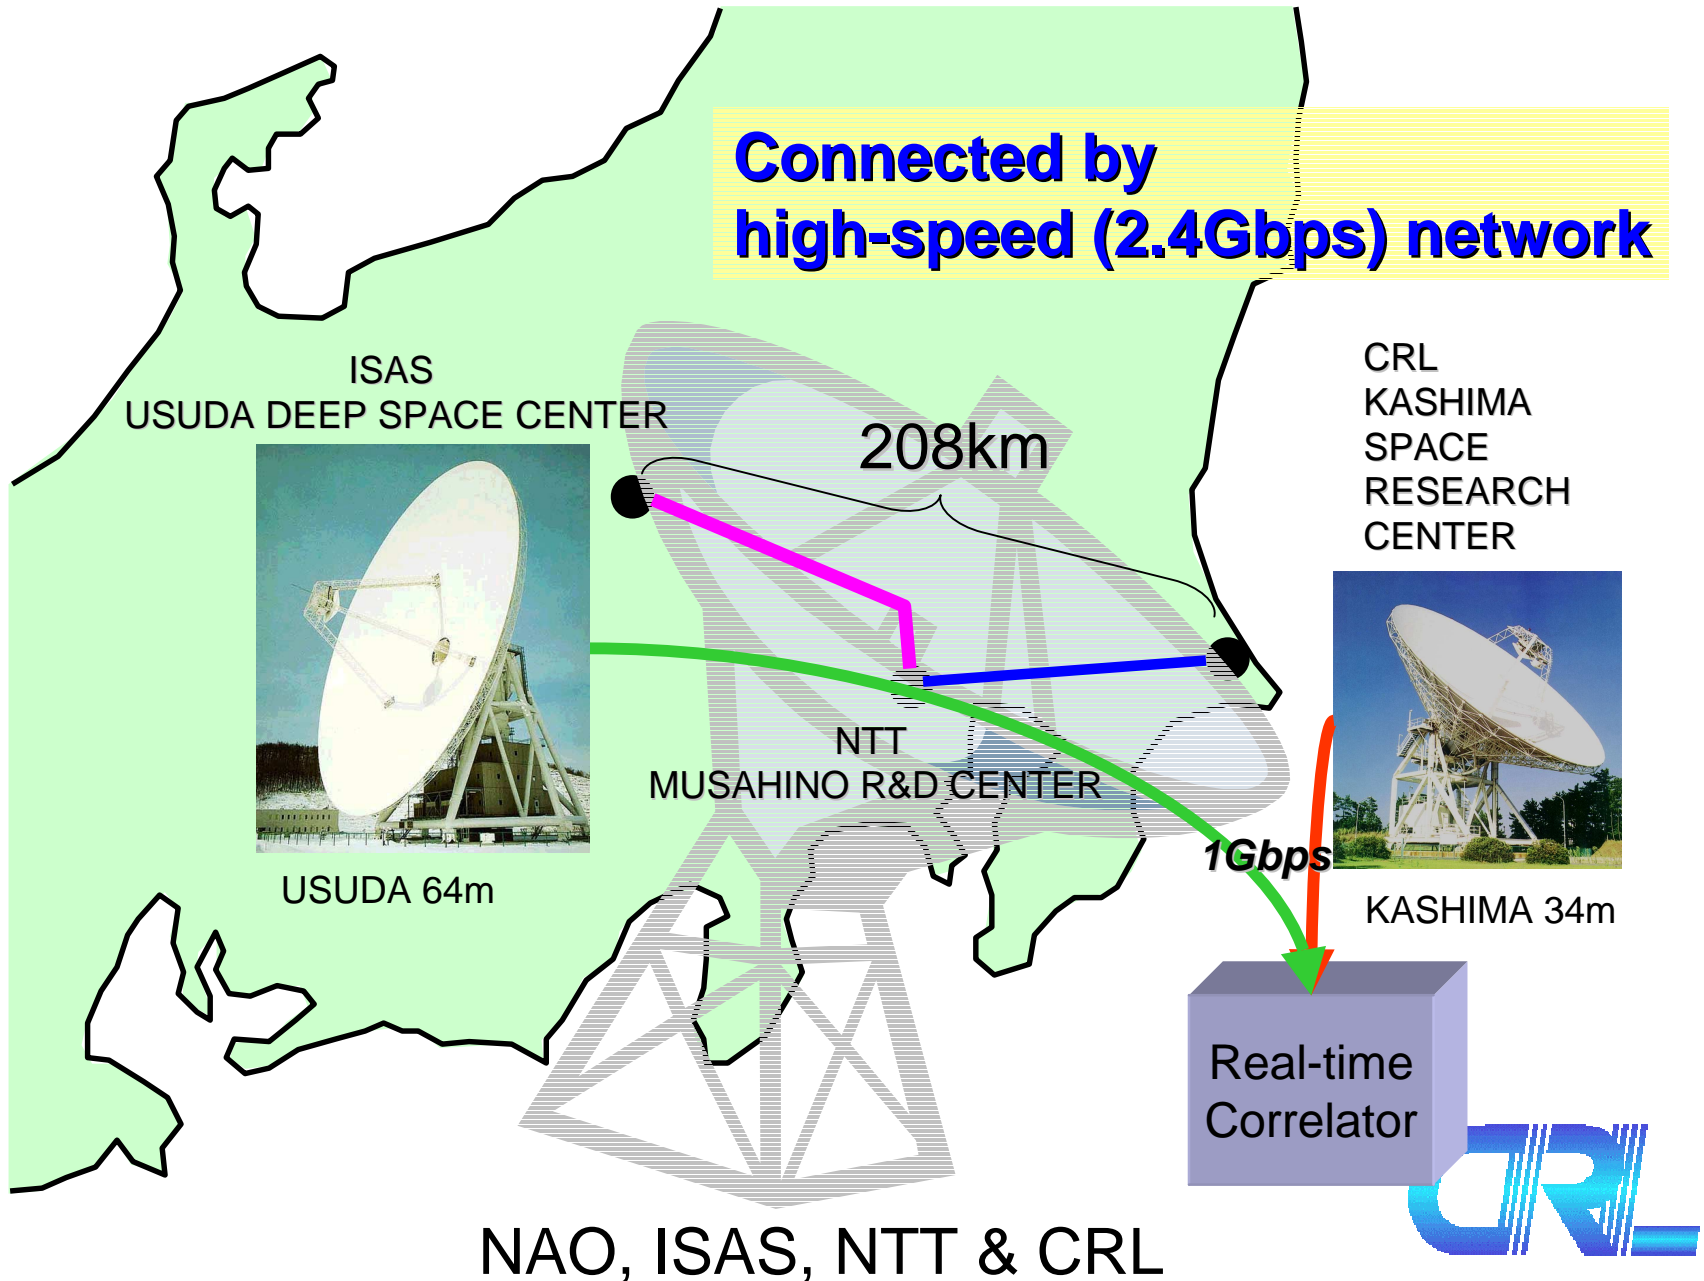 Connected by
high-speed (2.4Gbps) network
ISAS
USUDA DEEP SPACE CENTER
208km
CRL
KASHIMA
SPACE
RESEARCH
CENTER
NTT
MUSAHINO R&D CENTER
1Gbps
USUDA 64m
KASHIMA 34m
Real-time
Correlator
CRL
NAO, ISAS, NTT & CRL